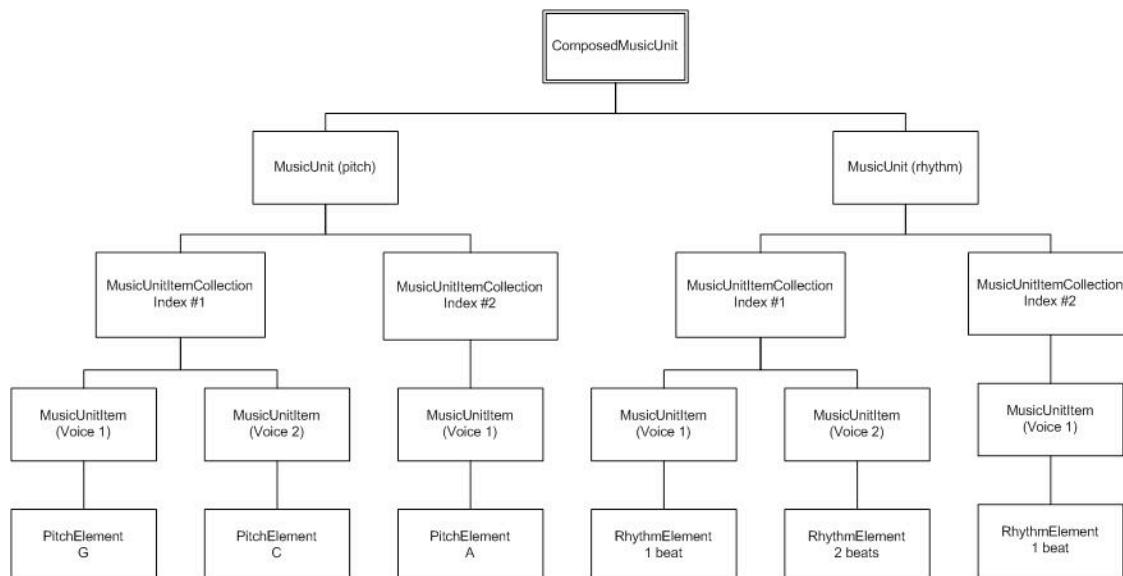 ComposedMusicUnit
MusicUnit (pitch)
MusicUnit (rhythm)
MusicUnitItemCollection
Index #1
MusicUnitItemCollection
Index #2
MusicUnitItemCollection
Index #1
MusicUnitItemCollection
Index #2
MusicUnitItem
(Voice 1)
MusicUnitItem
(Voice 2)
MusicUnitItem
(Voice 1)
MusicUnitItem
(Voice 1)
MusicUnitItem
(Voice 2)
MusicUnitItem
(Voice 1)
PitchElement
G
PitchElement
C
PitchElement
A
RhythmElement
1 beat
RhythmElement
2 beats
RhythmElement
1 beat